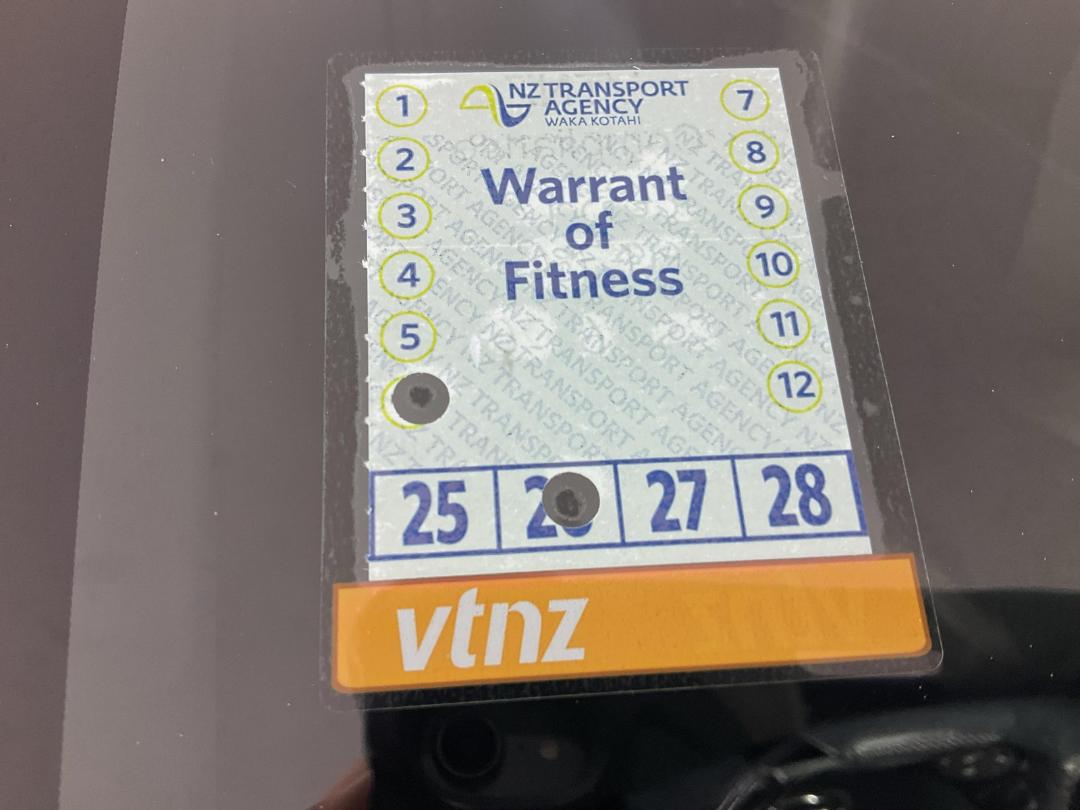 NZ TRANSPORT
AGENCY
WAKA KOTAHI
Warrant
of
Fitness
1
2
3
4
5
7
8
9
10
11
12
25
27
28
vtnz